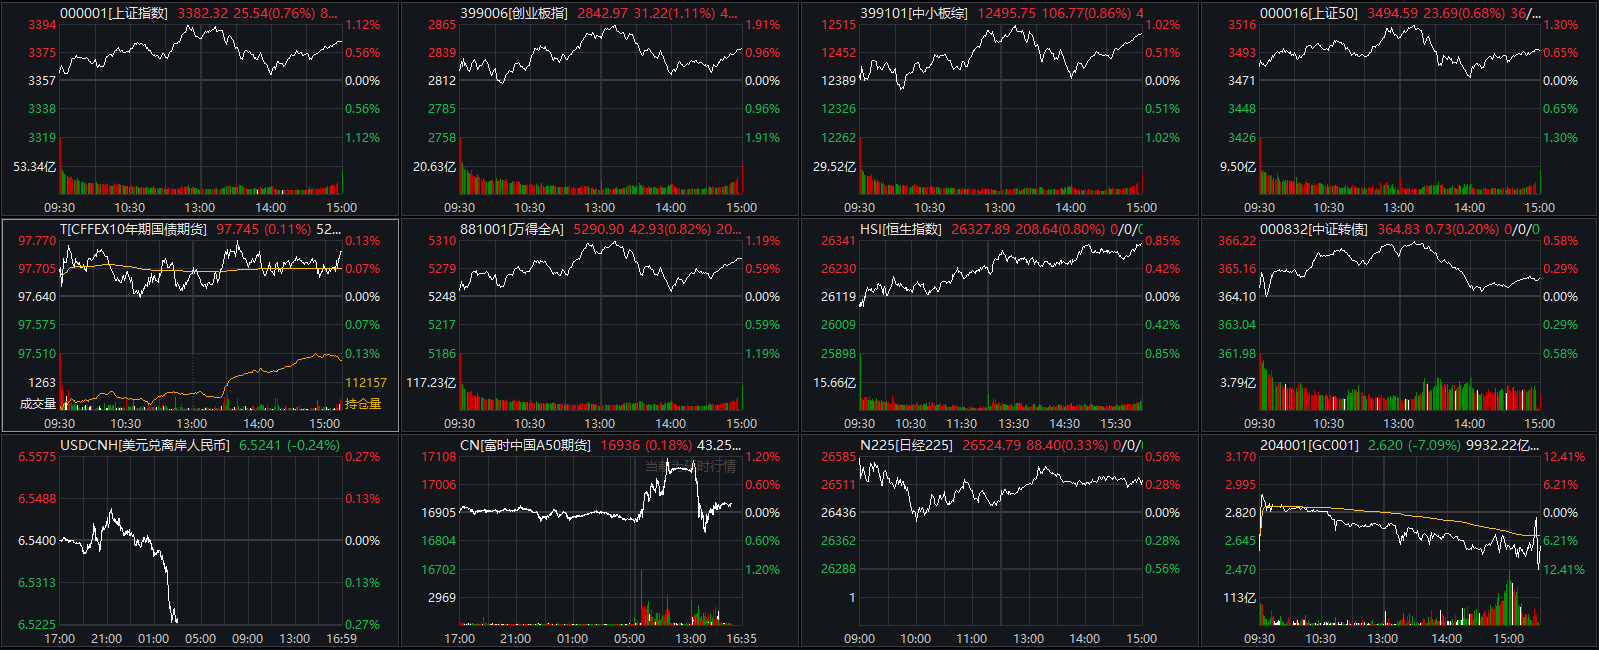 000001[上证指数] 3382.32 25.54(0.76%) 8...
3394 1.12%
3375 0.56%
3357 0.00%
3338 0.56%
3319 1.12%
53.34亿
09:30 10:30 13:00 14:00 15:00
399006[创业板指] 2842.97 31.22(1.11%) 4...
2865 1.91%
2839 0.96%
2812 0.00%
2785 0.96%
2758 1.91%
20.63亿
09:30 10:30 13:00 14:00 15:00
399101[中小板综] 12495.75 106.77(0.86%) 4
12515 1.02%
12452 0.51%
12389 0.00%
12326 0.51%
12262 1.02%
29.52亿
09:30 10:30 13:00 14:00 15:00
000016[上证50] 3494.59 23.69(0.68%) 36/...
3516 1.30%
3493 0.65%
3471 0.00%
3448 0.65%
3426 1.30%
9.50亿
09:30 10:30 13:00 14:00 15:00
T[CFFEX10年期国债期货] 97.745 (0.11%) 52...
97.770 0.13%
97.705 0.07%
97.640 0.00%
97.575 0.07%
97.510 0.13%
1263 112157
成交量 持仓量
09:30 10:30 13:00 14:00 15:00
881001[万得全A] 5290.90 42.93(0.82%) 20...
5310 1.19%
5279 0.59%
5248 0.00%
5217 0.59%
5186 1.19%
117.23亿
09:30 10:30 13:00 14:00 15:00
HSI[恒生指数] 26327.89 208.64(0.80%) 0/0/0
26341 0.85%
26230 0.42%
26119 0.00%
26009 0.42%
25898 0.85%
15.66亿
09:30 10:30 11:30 13:30 14:30 15:30
000832[中证转债] 364.83 0.73(0.20%) 0/0/0
366.22 0.58%
365.16 0.29%
364.10 0.00%
363.04 0.29%
361.98 0.58%
3.79亿
09:30 10:30 13:00 14:00 15:00
USDCNH[美元兑离岸人民币] 6.5241 (-0.24%)
6.5575 0.27%
6.5488 0.13%
6.5400 0.00%
6.5313 0.13%
6.5225 0.27%
17:00 21:00 01:00 05:00 09:00 13:00 16:59
CN[富时中国A50期货] 16936 (0.18%) 43.25...
17108 1.20%
17006 0.60%
16905 0.00%
16804 0.60%
16702 1.20%
2969
17:00 21:00 01:00 05:00 13:00 16:35
N225[日经225] 26524.79 88.40(0.33%) 0/0/
26585 0.56%
26511 0.28%
26436 0.00%
26362 0.28%
26288 0.56%
1
09:00 10:00 11:00 13:00 14:00 15:00
204001[GC001] 2.620 (-7.09%) 9932.22亿...
3.170 12.41%
2.995 6.21%
2.820 0.00%
2.645 6.21%
2.470 12.41%
113亿
09:30 10:30 13:00 14:00 15:00